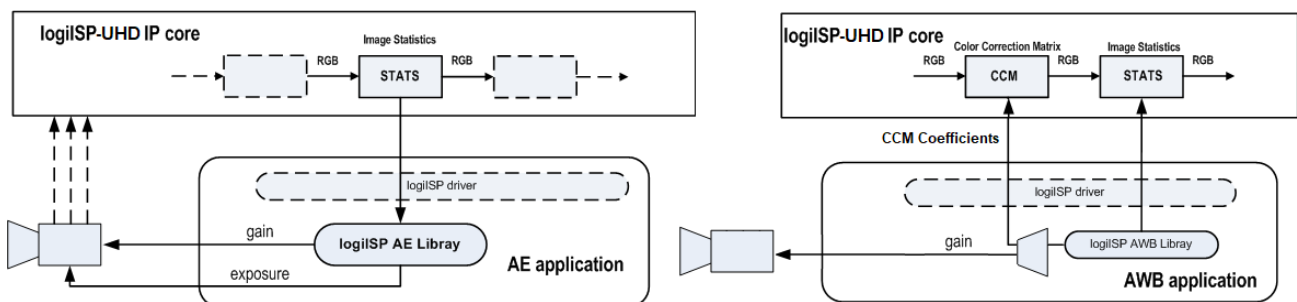 logiISP-UHD IP core
Image Statistics
RGB
STATS
RGB
logiISP driver
gain
logiISP AE Libray
exposure
AE application
logiISP-UHD IP core
Color Correction Matrix
Image Statistics
RGB
CCM
RGB
STATS
RGB
CCM Coefficients
logiISP driver
gain
logiISP AWB Libray
AWB application